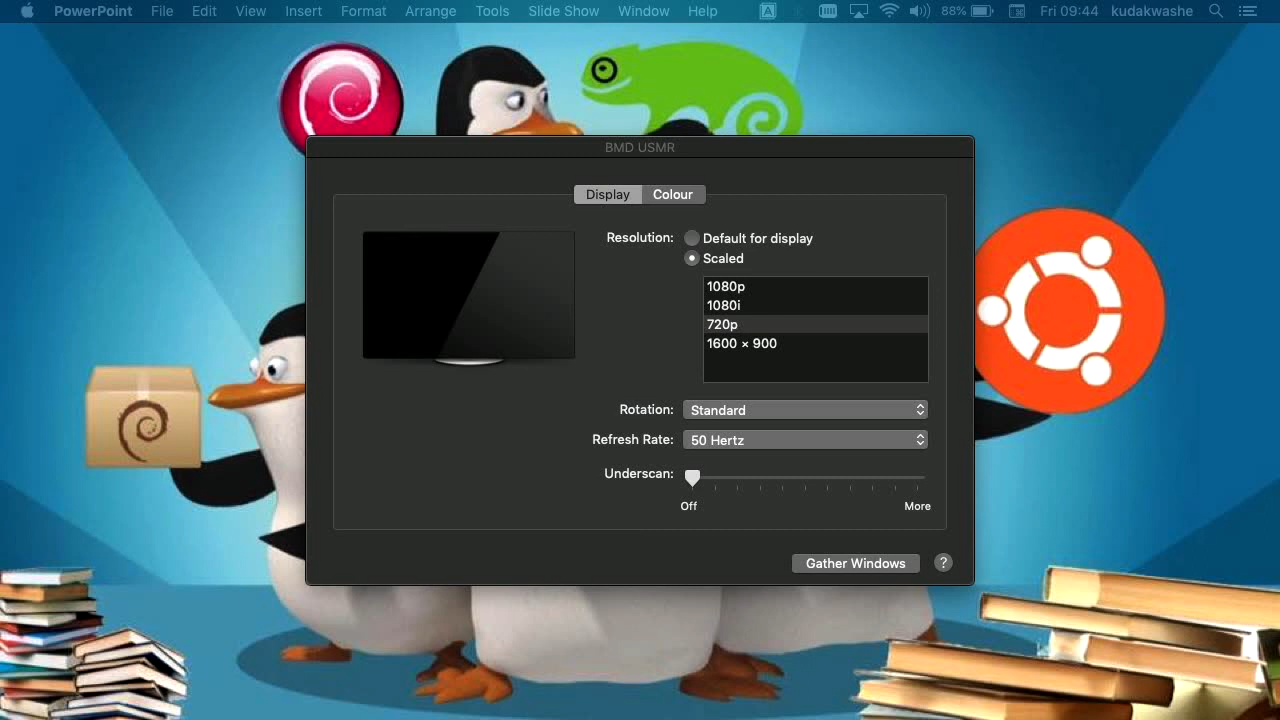 PowerPoint File Edit View Insert Format Arrange Tools Slide Show Window Help 88% Fri 09:44 kudakwashe
BMD USMR
Display Colour
Resolution: Default for display
Scaled
1080p
1080i
720p
1600 × 900
Rotation: Standard
Refresh Rate: 50 Hertz
Underscan:
Off More
Gather Windows ?